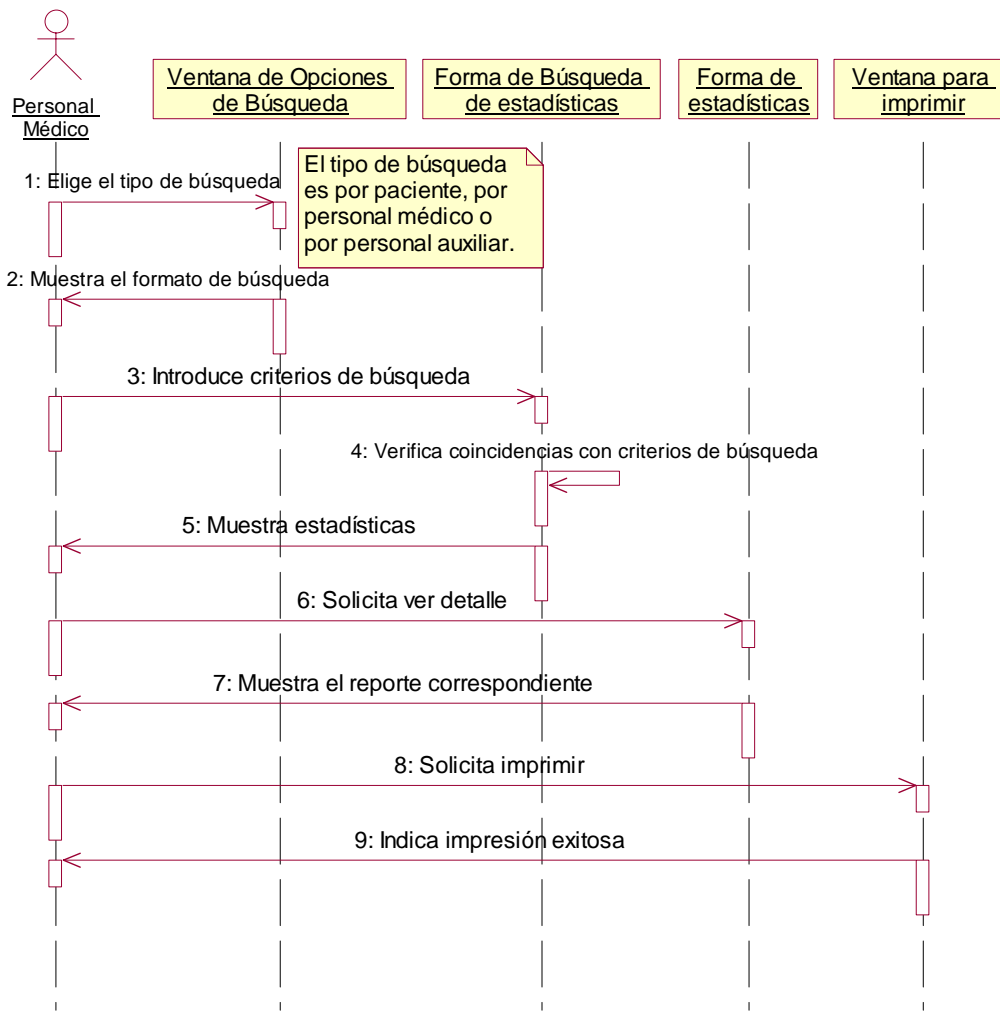 Personal
Médico
Ventana de Opciones
de Búsqueda
Forma de Búsqueda
de estadísticas
Forma de
estadísticas
Ventana para
imprimir
El tipo de búsqueda
es por paciente, por
personal médico o
por personal auxiliar.
1: Elige el tipo de búsqueda
2: Muestra el formato de búsqueda
3: Introduce criterios de búsqueda
4: Verifica coincidencias con criterios de búsqueda
5: Muestra estadísticas
6: Solicita ver detalle
7: Muestra el reporte correspondiente
8: Solicita imprimir
9: Indica impresión exitosa